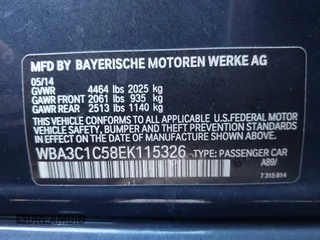 MFD BY BAYERISCHE MOTOREN WERKE AG
05/14
GVWR 4464 lbs 2025 kg
GAWR FRONT 2061 lbs 935 kg
GAWR REAR 2513 lbs 1140 kg
THIS VEHICLE CONFORMS TO ALL APPLICABLE U.S. FEDERAL MOTOR
VEHICLE SAFETY, BUMPER, AND THEFT PREVENTION STANDARDS IN
EFFECT ON THE DATE OF MANUFACTURE SHOWN ABOVE.
WBA3C1C58EK115326 TYPE: PASSENGER CAR
A89/
7 315 814